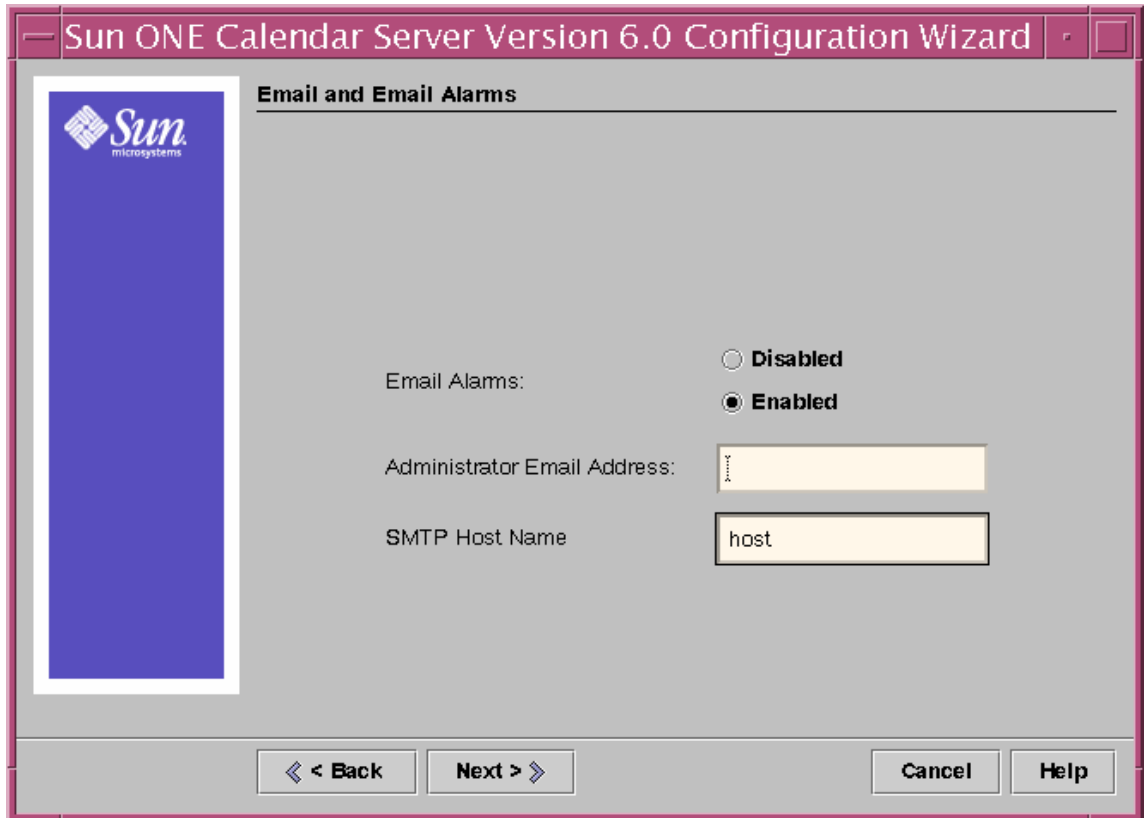 Sun ONE Calendar Server Version 6.0 Configuration Wizard
Sun
microsystems
Email and Email Alarms
Email Alarms:
Disabled
Enabled
Administrator Email Address:
SMTP Host Name
host
< Back
Next >
Cancel
Help